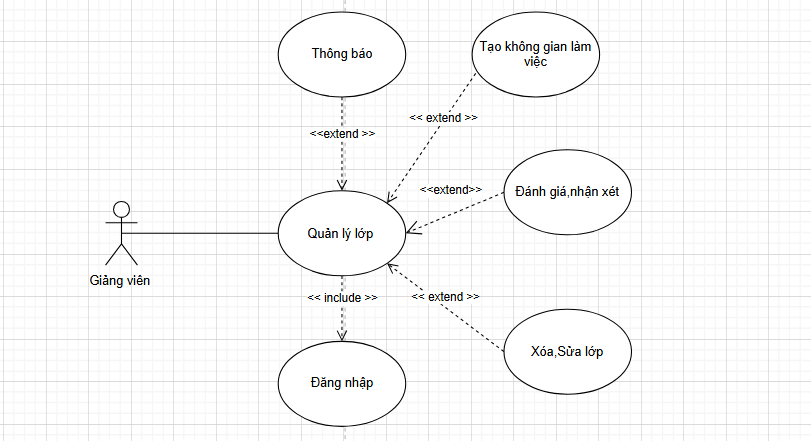 Thông báo
Tạo không gian làm
việc
<< extend >>
<<extend >>
<<extend>>
Đánh giá,nhận xét
Quản lý lớp
Giảng viên
<< include >>
<< extend >>
Xóa,Sửa lớp
Đăng nhập